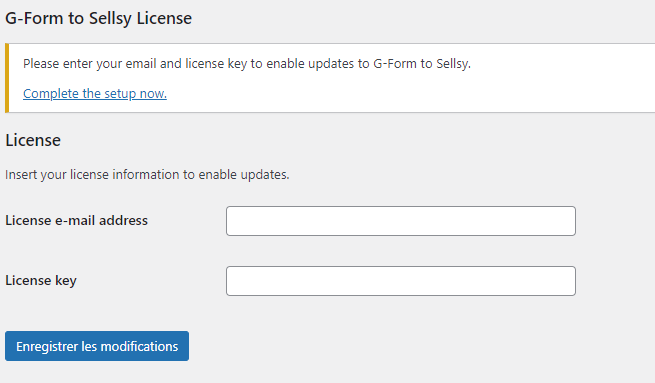 G-Form to Sellsy License
Please enter your email and license key to enable updates to G-Form to Sellsy.
Complete the setup now.
License
Insert your license information to enable updates.
License e-mail address
License key
Enregistrer les modifications